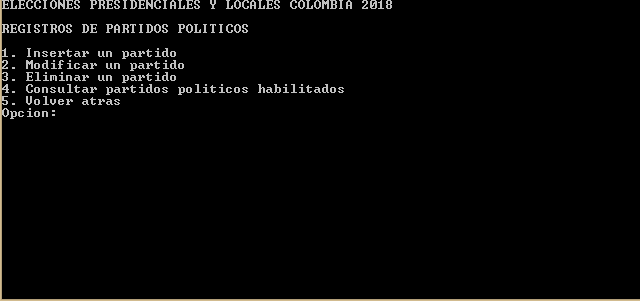 ELECCIONES PRESIDENCIALES Y LOCALES COLOMBIA 2018
REGISTROS DE PARTIDOS POLITICOS
1. Insertar un partido
2. Modificar un partido
3. Eliminar un partido
4. Consultar partidos politicos habilitados
5. Volver atras
Opcion: